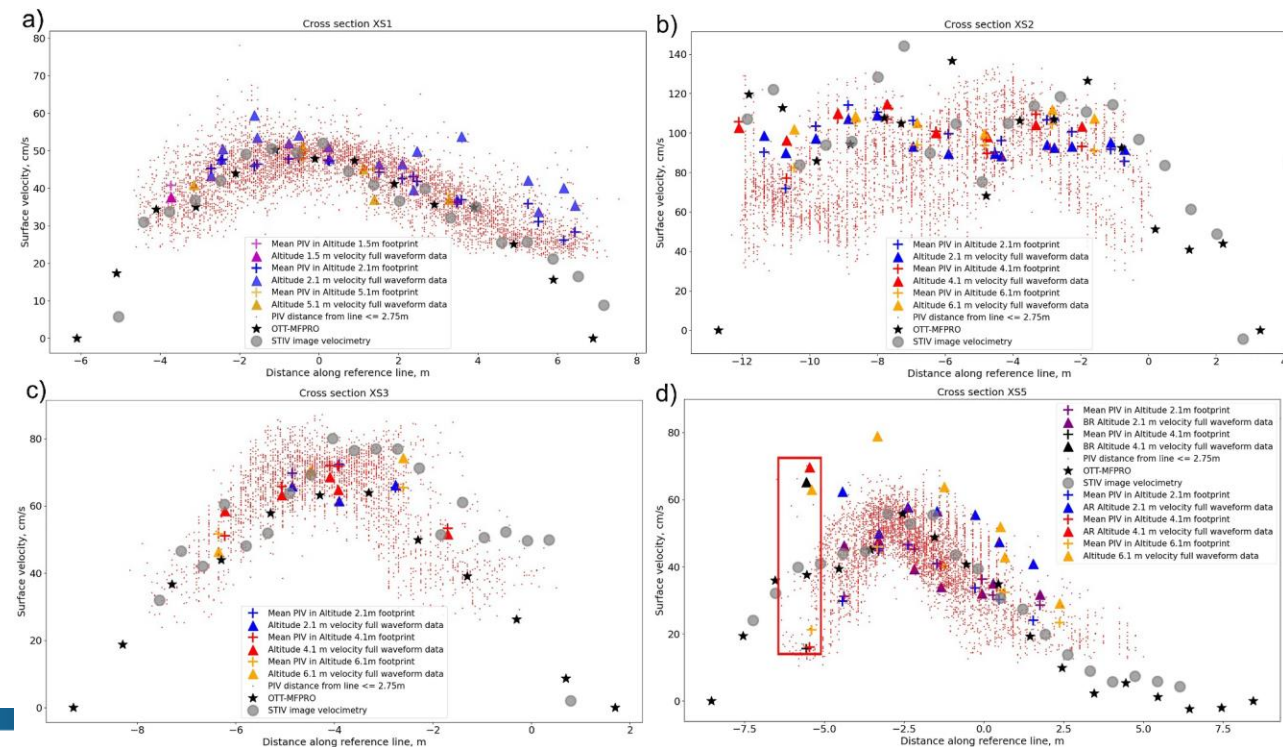 a)
Cross section XS1
80
70
60
50
40
30
20
10
0
Surface velocity, cm/s
Mean PIV in Altitude 1.5m footprint
Altitude 1.5 m velocity full waveform data
Mean PIV in Altitude 2.1m footprint
Altitude 2.1 m velocity full waveform data
Mean PIV in Altitude 5.1m footprint
Altitude 5.1 m velocity full waveform data
PIV distance from line <= 2.75m
OTT-MFPRO
STIV image velocimetry
−6 −4 −2 0 2 4 6 8
Distance along reference line, m
b)
Cross section XS2
140
120
100
80
60
40
20
0
Surface velocity, cm/s
Mean PIV in Altitude 2.1m footprint
Altitude 2.1 m velocity full waveform data
Mean PIV in Altitude 4.1m footprint
Altitude 4.1 m velocity full waveform data
Mean PIV in Altitude 6.1m footprint
Altitude 6.1 m velocity full waveform data
PIV distance from line <= 2.75m
OTT-MFPRO
STIV image velocimetry
−12 −10 −8 −6 −4 −2 0 2 4
Distance along reference line, m
c)
Cross section XS3
80
60
40
20
0
Surface velocity, cm/s
Mean PIV in Altitude 2.1m footprint
Altitude 2.1 m velocity full waveform data
Mean PIV in Altitude 4.1m footprint
Altitude 4.1 m velocity full waveform data
Mean PIV in Altitude 6.1m footprint
Altitude 6.1 m velocity full waveform data
PIV distance from line <= 2.75m
OTT-MFPRO
STIV image velocimetry
−8 −6 −4 −2 0 2
Distance along reference line, m
d)
Cross section XS5
80
60
40
20
0
Surface velocity, cm/s
Mean PIV in Altitude 2.1m footprint
BR Altitude 2.1 m velocity full waveform data
Mean PIV in Altitude 4.1m footprint
BR Altitude 4.1 m velocity full waveform data
PIV distance from line <= 2.75m
OTT-MFPRO
STIV image velocimetry
Mean PIV in Altitude 2.1m footprint
AR Altitude 2.1 m velocity full waveform data
Mean PIV in Altitude 4.1m footprint
AR Altitude 4.1 m velocity full waveform data
Mean PIV in Altitude 6.1m footprint
Altitude 6.1 m velocity full waveform data
−7.5 −5.0 −2.5 0.0 2.5 5.0 7.5
Distance along reference line, m